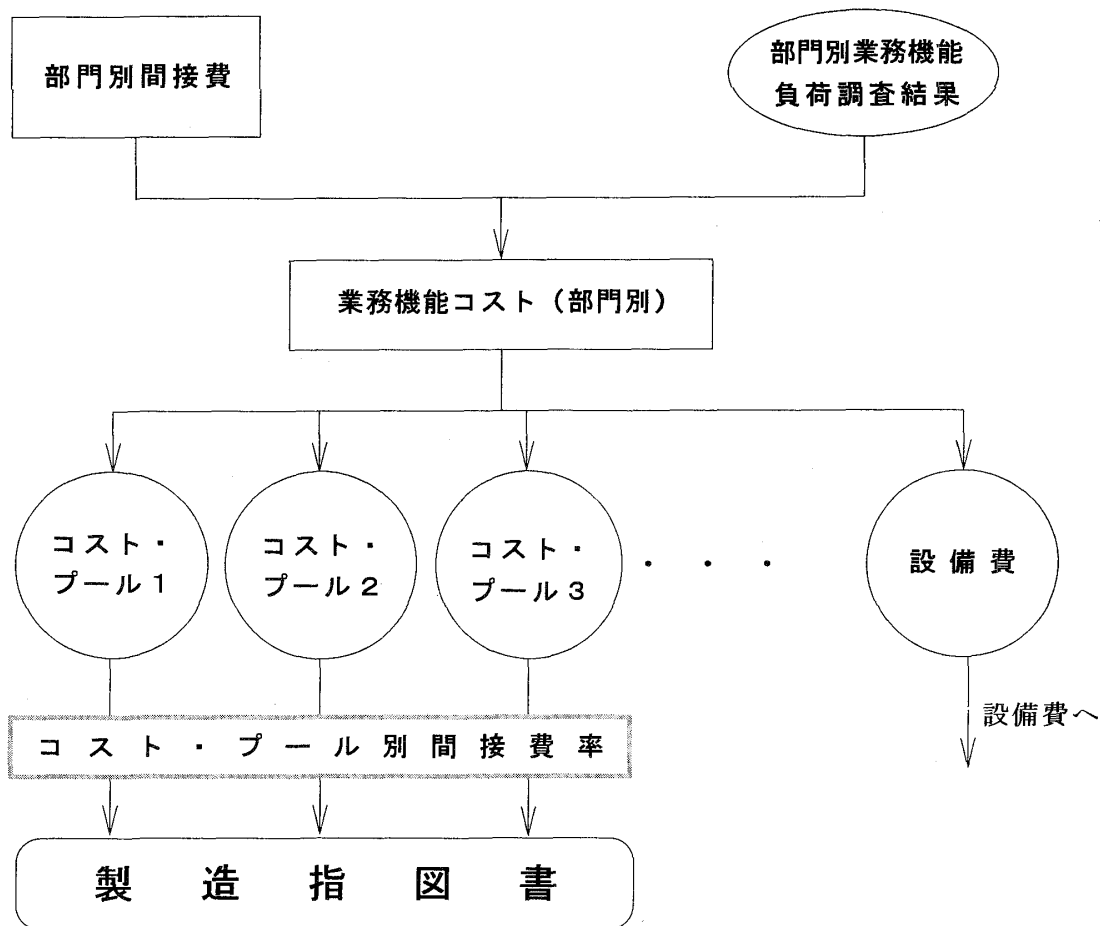 部門別間接費
部門別業務機能
負荷調査結果
業務機能コスト（部門別）
コスト・
プール1
コスト・
プール2
コスト・
プール3
・・・
設備費
設備費へ
コスト・プール別間接費率
製造指図書